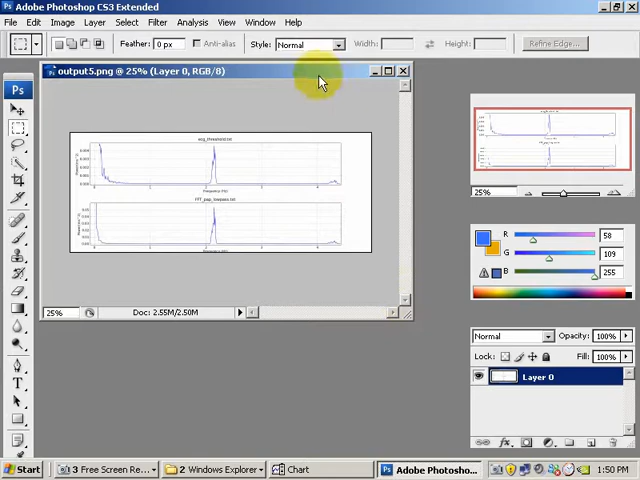 Adobe Photoshop CS3 Extended
File Edit Image Layer Select Filter Analysis View Window Help
Feather: 0 px Anti-alias Style: Normal Width: Height: Refine Edge...
output5.png @ 25% (Layer 0, RGB/8)
Ps
25%
R 58
G 109
B 255
25% Doc: 2.55M/2.50M
Normal Opacity: 100%
Lock: Fill: 100%
Layer 0
T
Start 3 Free Screen Re... 2 Windows Explorer Chart Adobe Photosho... 1:50 PM